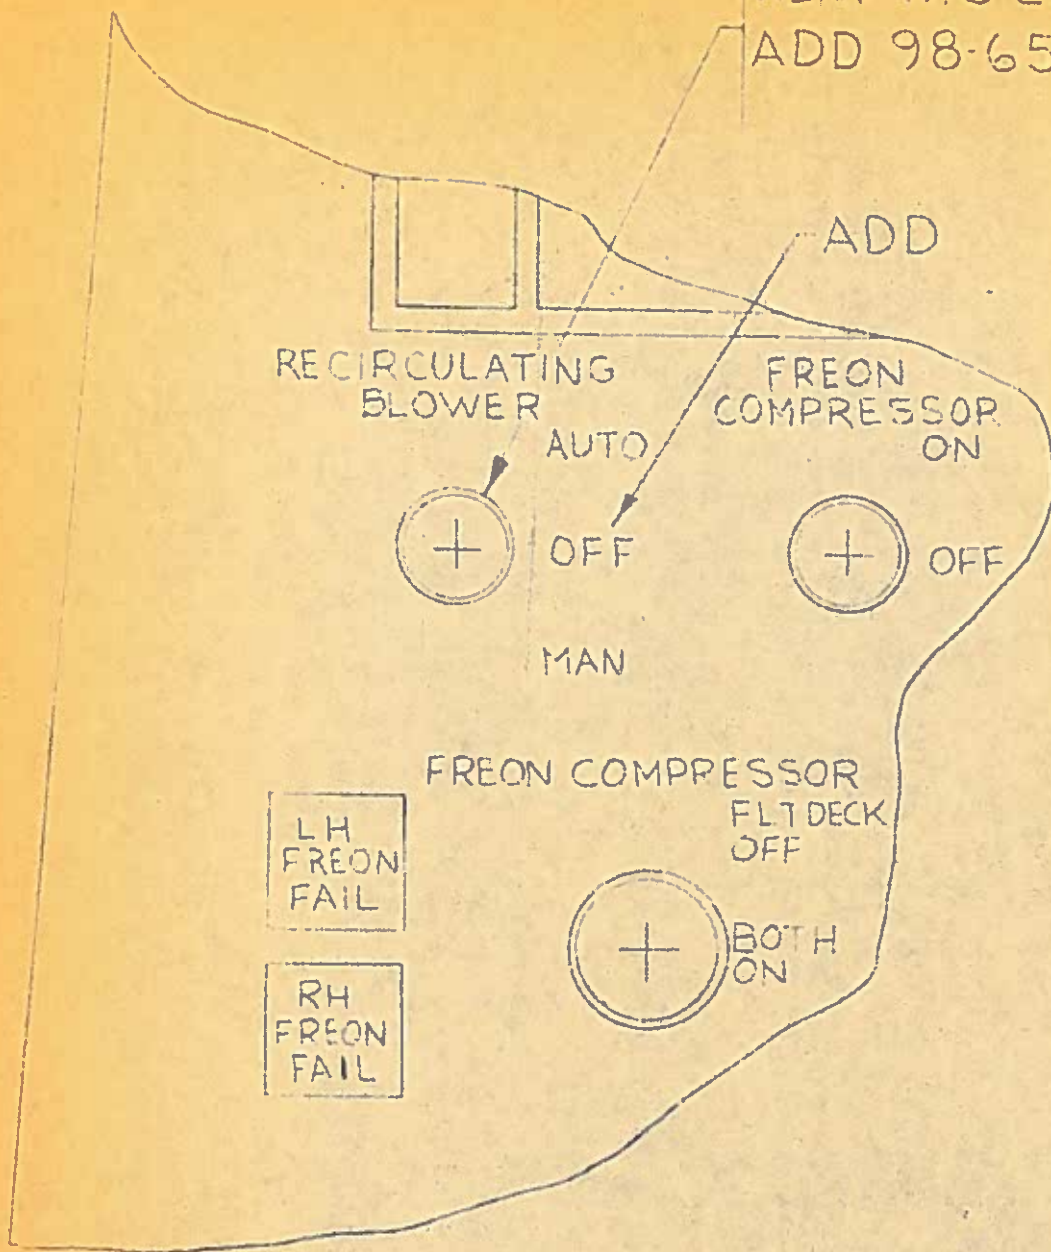 ADD 98-65
ADD
RECIRCULATING
BLOWER
AUTO
OFF
MAN
FREON
COMPRESSOR
ON
OFF
FREON COMPRESSOR
FLT DECK
OFF
BOTH
ON
LH
FREON
FAIL
RH
FREON
FAIL